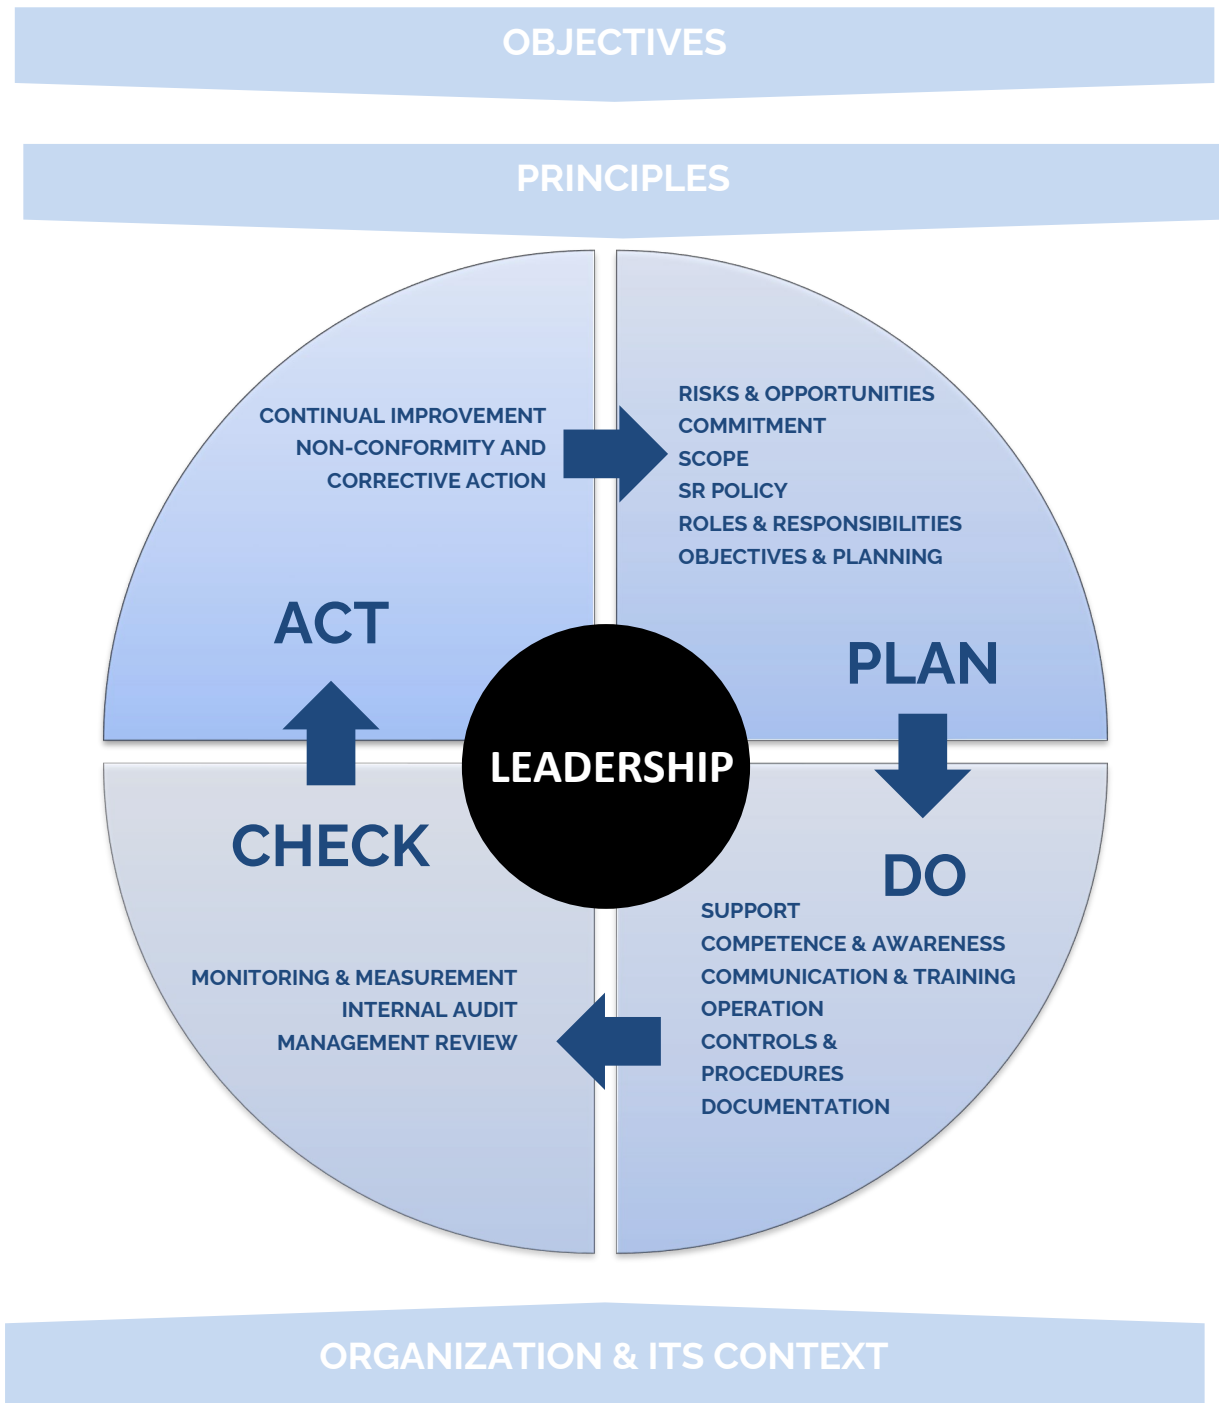 OBJECTIVES
PRINCIPLES
CONTINUAL IMPROVEMENT
NON-CONFORMITY AND
CORRECTIVE ACTION
ACT
RISKS & OPPORTUNITIES
COMMITMENT
SCOPE
SR POLICY
ROLES & RESPONSIBILITIES
OBJECTIVES & PLANNING
PLAN
LEADERSHIP
CHECK
MONITORING & MEASUREMENT
INTERNAL AUDIT
MANAGEMENT REVIEW
DO
SUPPORT
COMPETENCE & AWARENESS
COMMUNICATION & TRAINING
OPERATION
CONTROLS &
PROCEDURES
DOCUMENTATION
ORGANIZATION & ITS CONTEXT